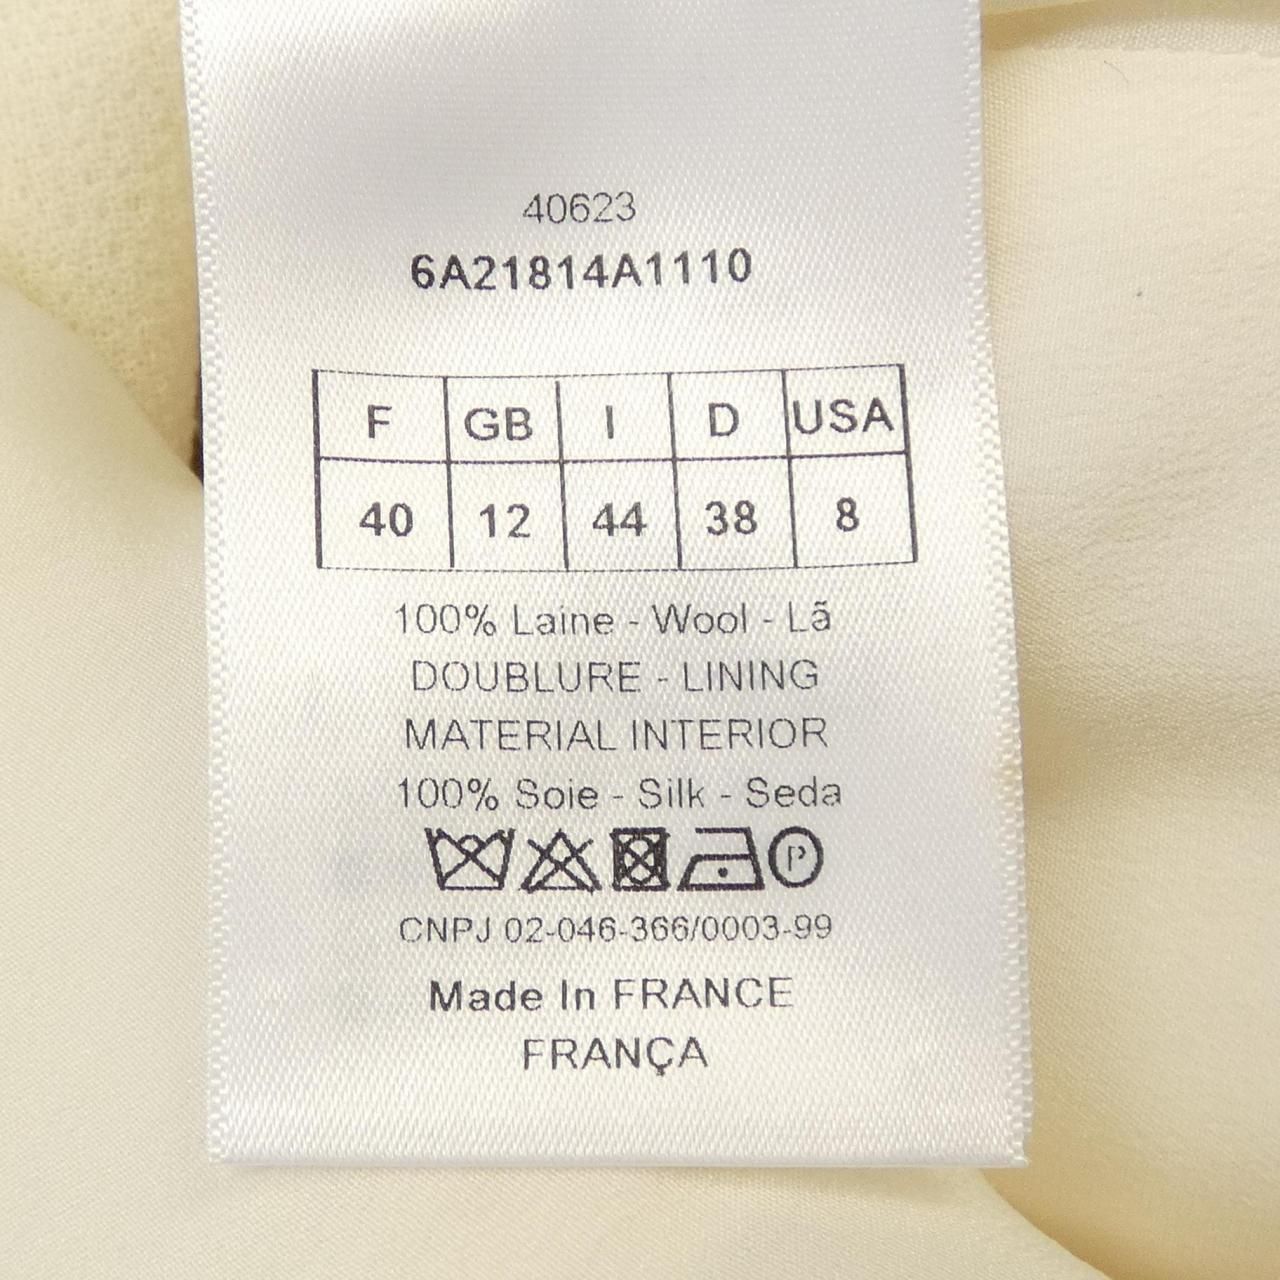 40623
6A21814A1110
F GB I D USA
40 12 44 38 8
100% Laine - Wool - Lã
DOUBLURE - LINING
MATERIAL INTERIOR
100% Soie - Silk - Seda
P
CNPJ 02-046-366/0003-99
Made In FRANCE
FRANÇA